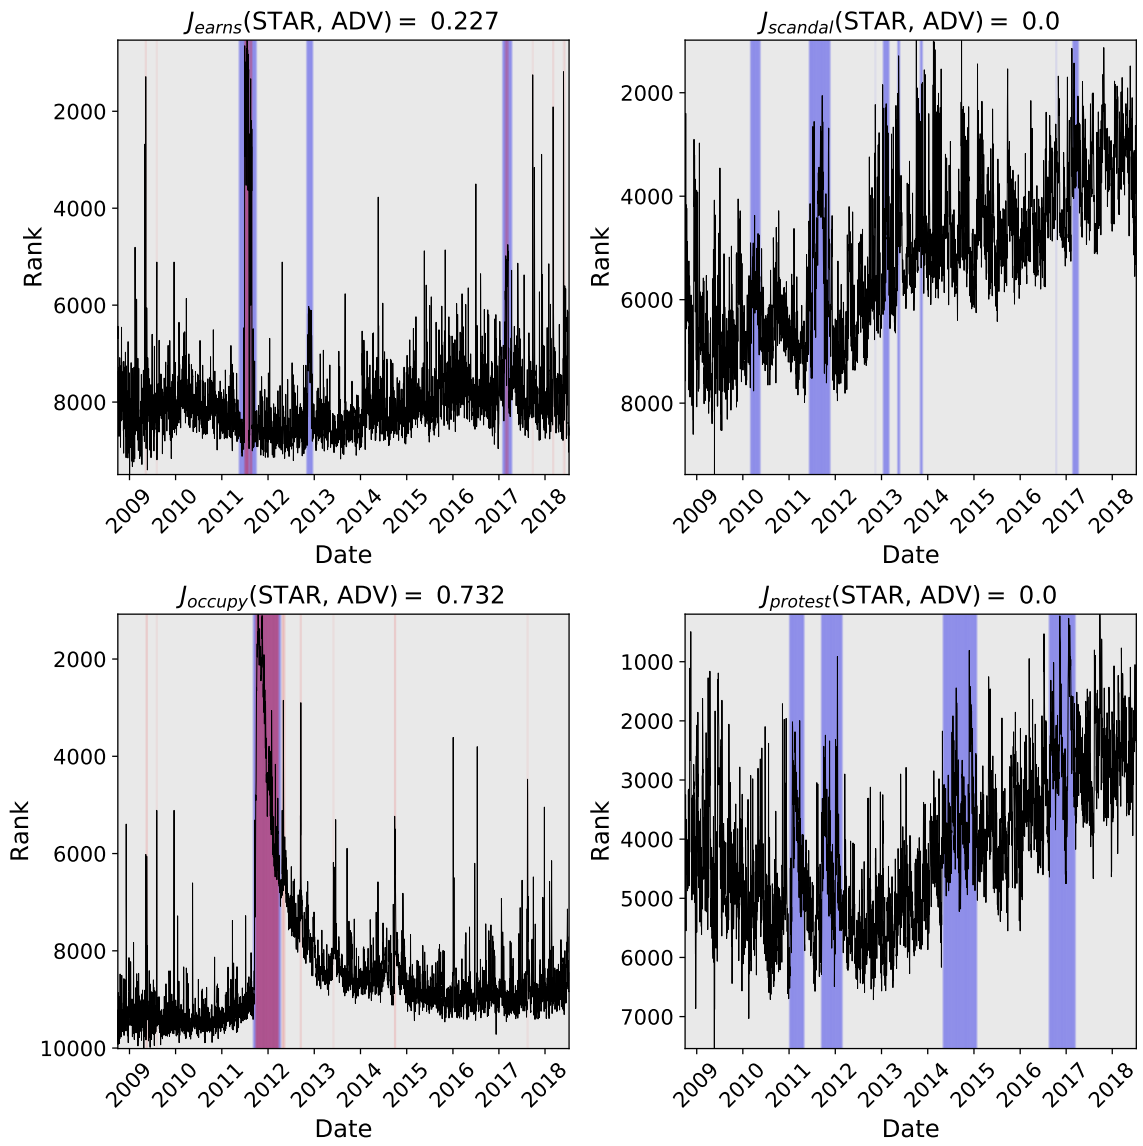 J_earns(STAR, ADV) = 0.227
Rank
2000
4000
6000
8000
2009 2010 2011 2012 2013 2014 2015 2016 2017 2018
Date
J_scandal(STAR, ADV) = 0.0
Rank
2000
4000
6000
8000
2009 2010 2011 2012 2013 2014 2015 2016 2017 2018
Date
J_occupy(STAR, ADV) = 0.732
Rank
2000
4000
6000
8000
10000
2009 2010 2011 2012 2013 2014 2015 2016 2017 2018
Date
J_protest(STAR, ADV) = 0.0
Rank
1000
2000
3000
4000
5000
6000
7000
2009 2010 2011 2012 2013 2014 2015 2016 2017 2018
Date